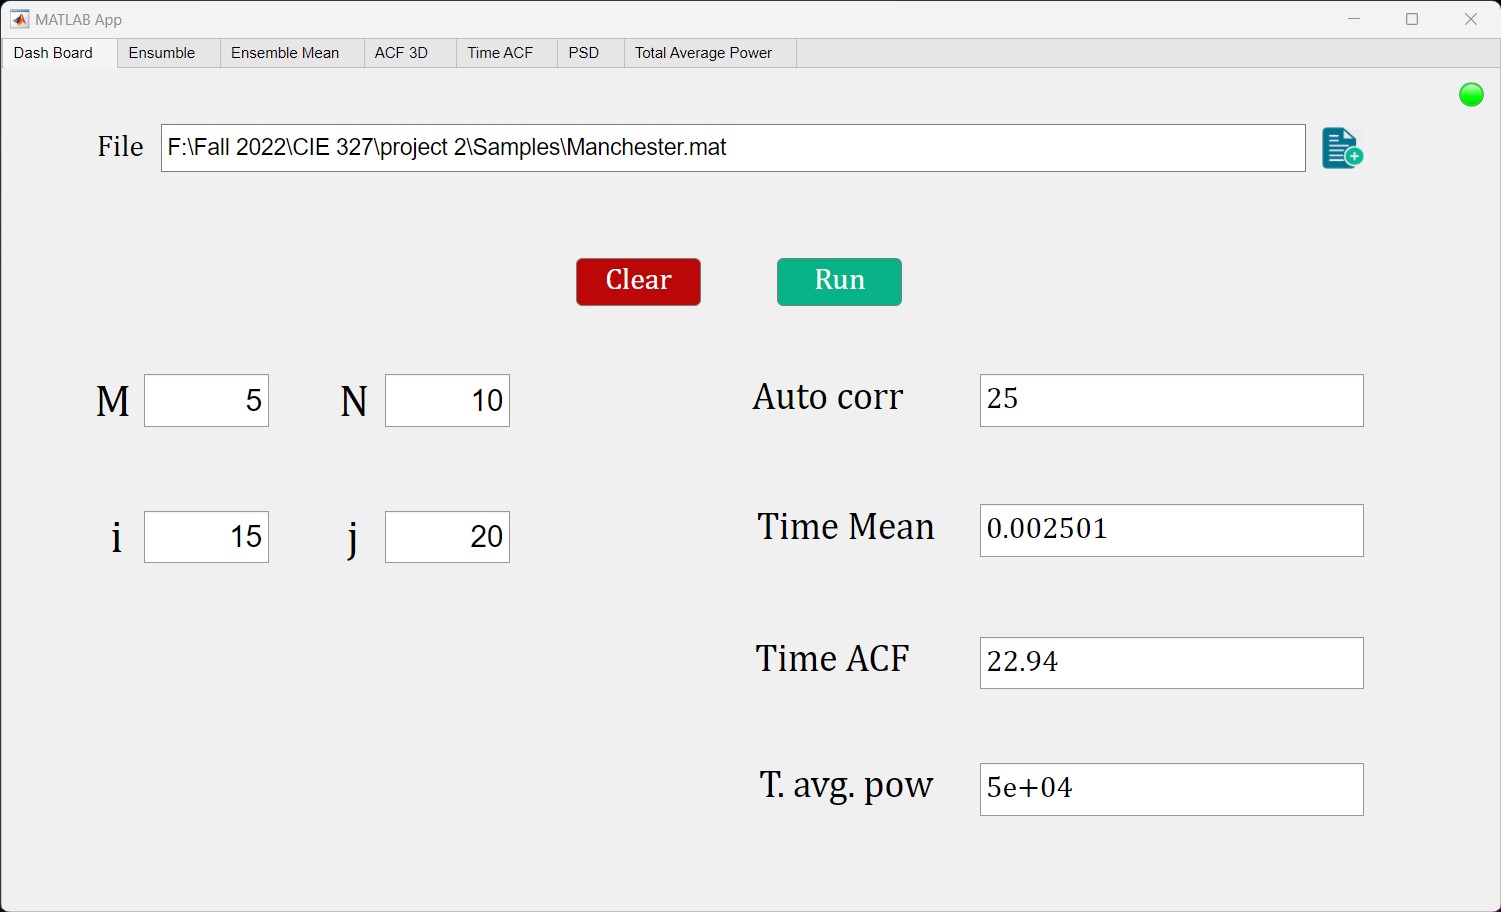 MATLAB App
Dash Board Ensumble Ensemble Mean ACF 3D Time ACF PSD Total Average Power
File F:\Fall 2022\CIE 327\project 2\Samples\Manchester.mat
Clear Run
M 5 N 10 Auto corr 25
i 15 j 20 Time Mean 0.002501
Time ACF 22.94
T. avg. pow 5e+04